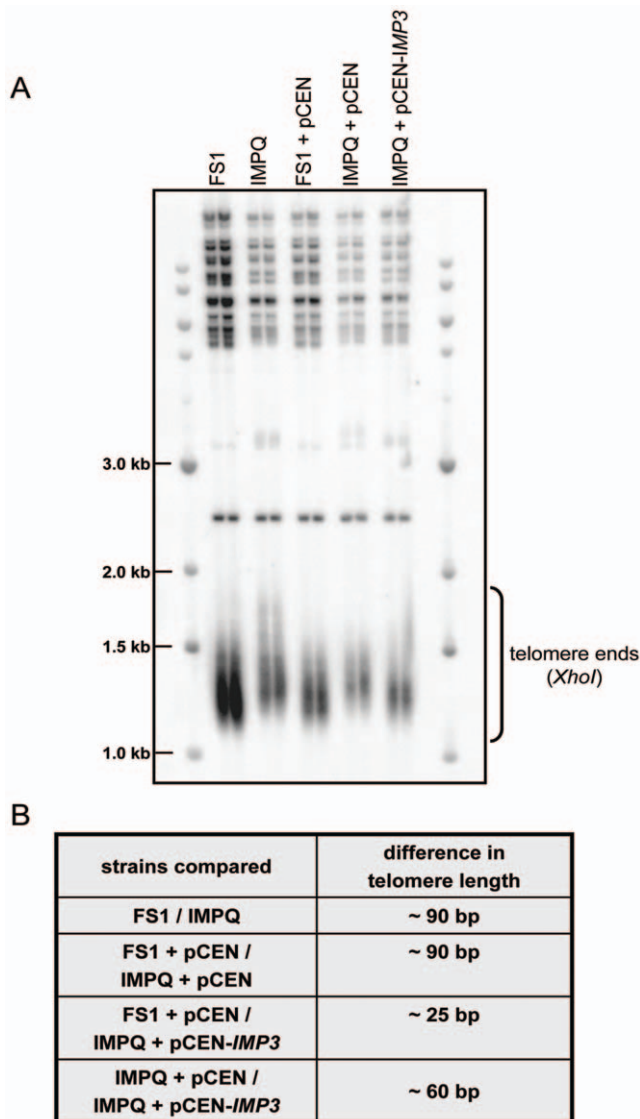 A
FS1
IMPQ
FS1 + pCEN
IMPQ + pCEN
IMPQ + pCEN-IMP3
3.0 kb
2.0 kb
1.5 kb
1.0 kb
telomere ends
(XhoI)
B
strains compared
difference in
telomere length
FS1 / IMPQ
~ 90 bp
FS1 + pCEN /
IMPQ + pCEN
~ 90 bp
FS1 + pCEN /
IMPQ + pCEN-IMP3
~ 25 bp
IMPQ + pCEN /
IMPQ + pCEN-IMP3
~ 60 bp